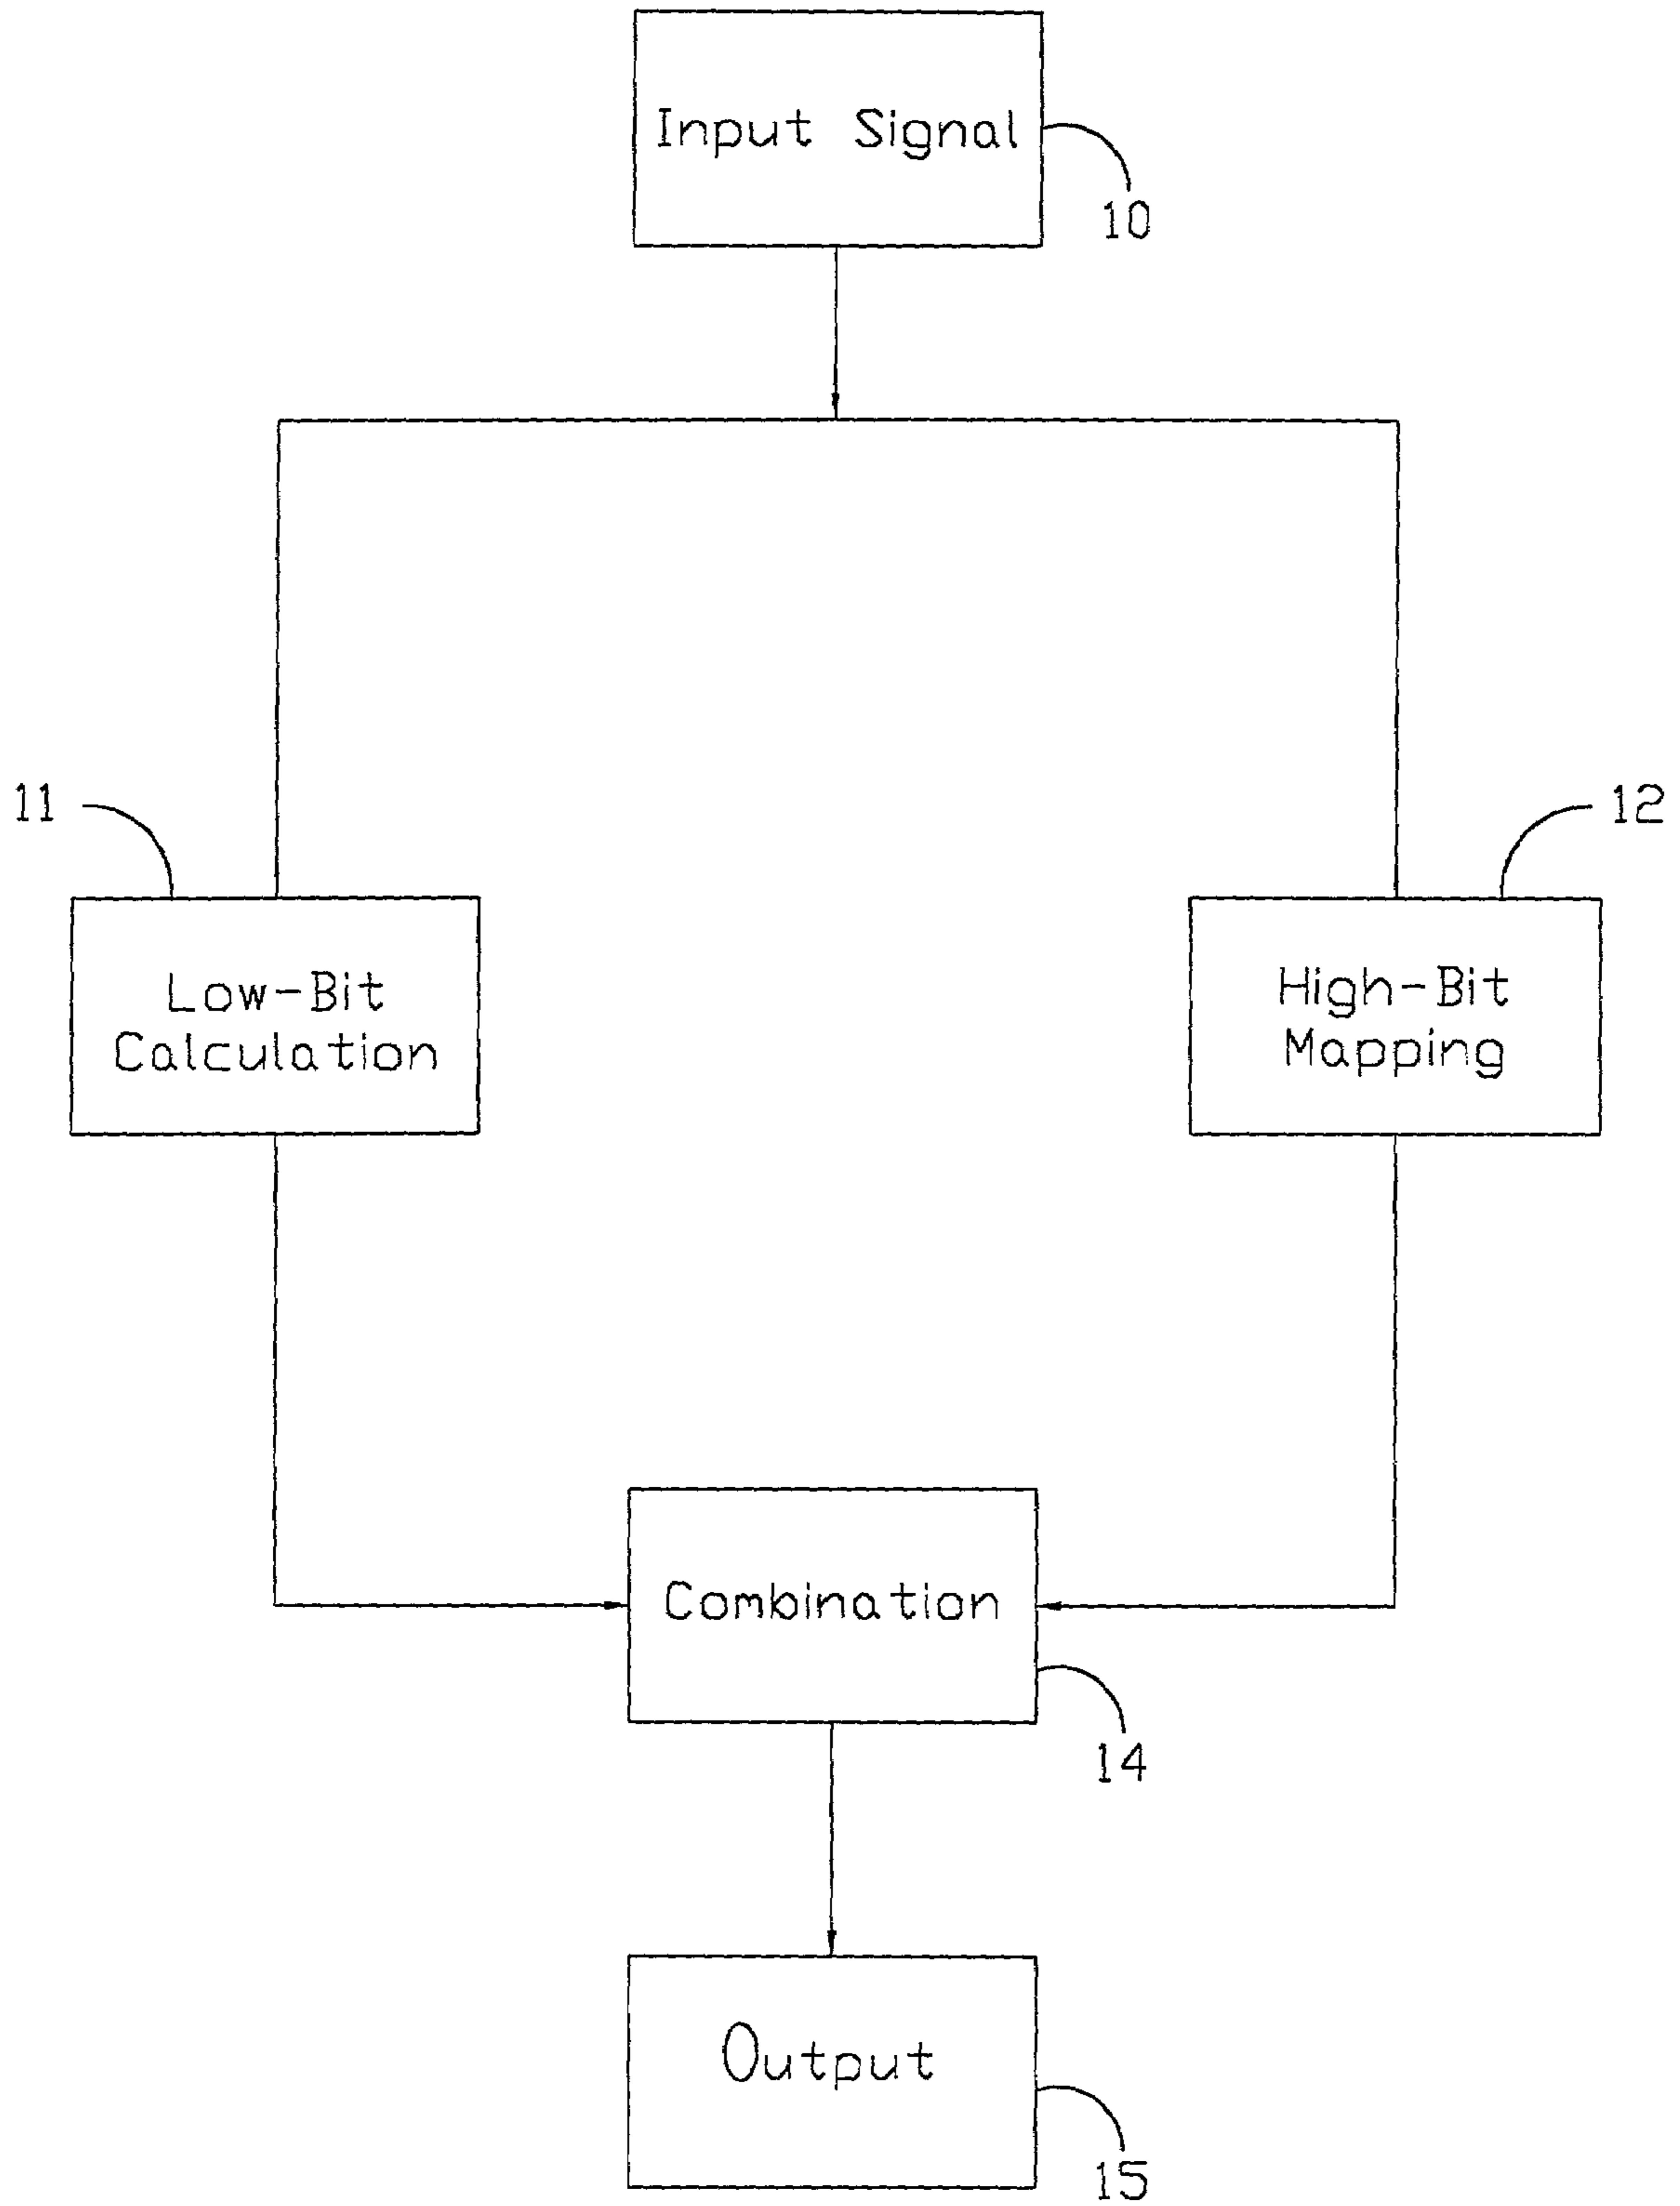 Input Signal
10
11
12
Low-Bit
Calculation
High-Bit
Mapping
Combination
14
Output
15